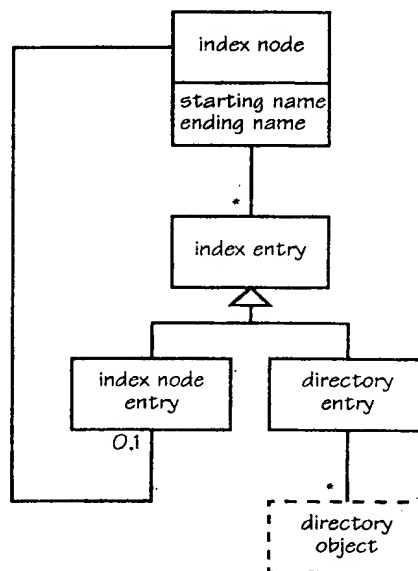 index node
starting name
ending name
*
index entry
index node
entry
directory
entry
0.1
*
directory
object